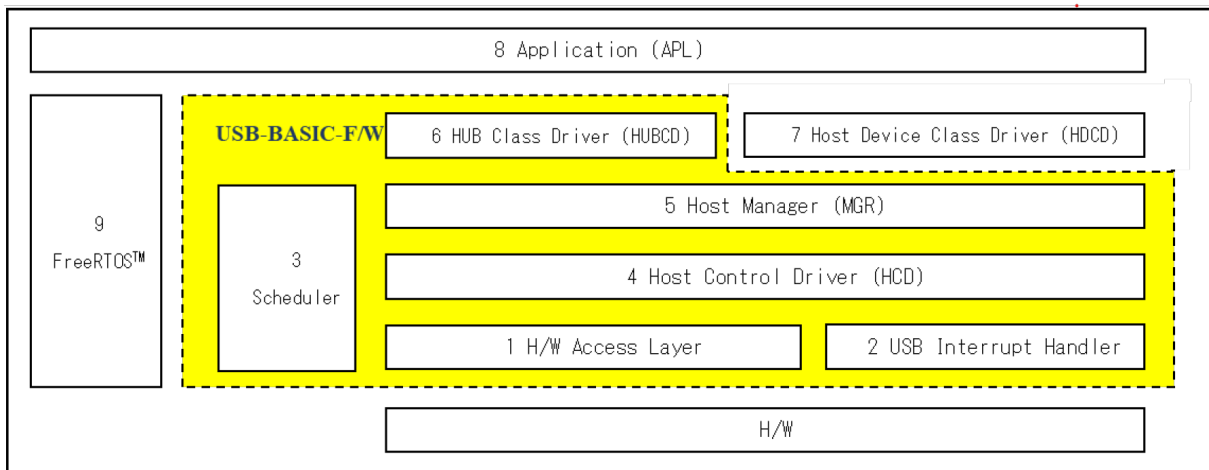 8 Application (APL)
USB-BASIC-F/W
6 HUB Class Driver (HUBCD)
7 Host Device Class Driver (HDCD)
5 Host Manager (MGR)
9
FreeRTOS™
3
Scheduler
4 Host Control Driver (HCD)
1 H/W Access Layer
2 USB Interrupt Handler
H/W